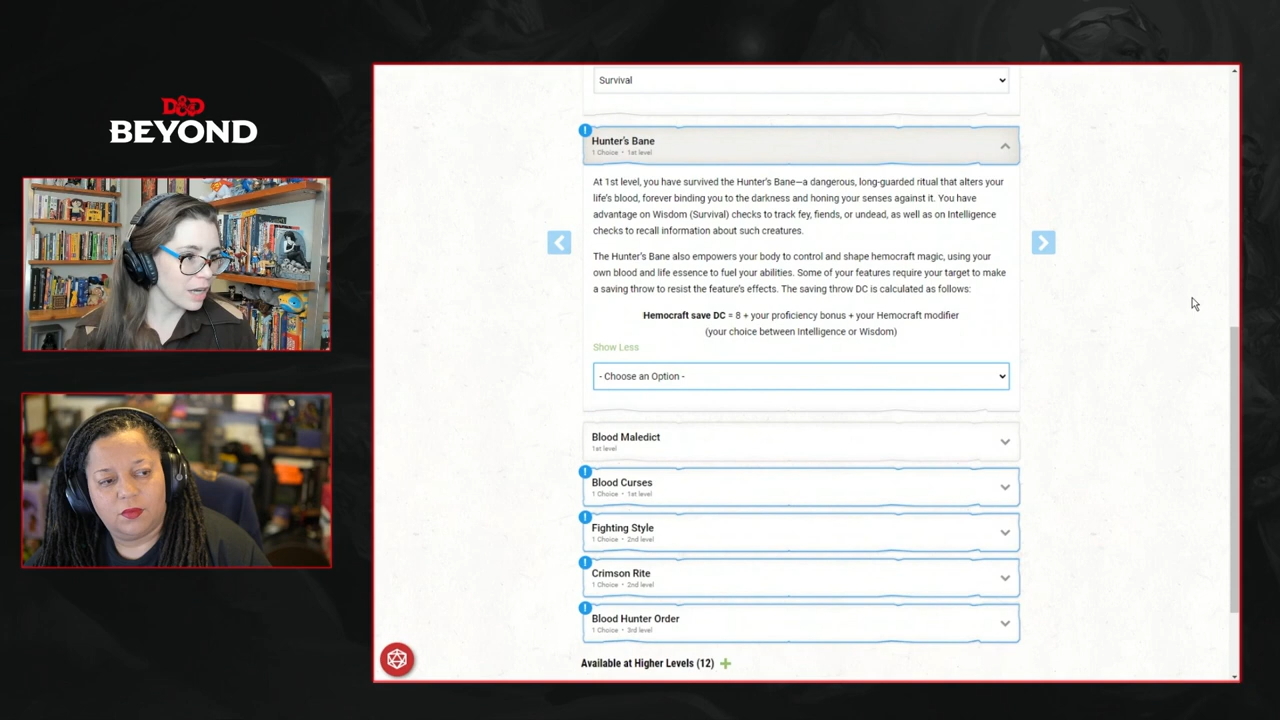 D&D
BEYOND
Survival
!
Hunter's Bane
1 Choice • 1st level
At 1st level, you have survived the Hunter's Bane—a dangerous, long-guarded ritual that alters your
life's blood, forever binding you to the darkness and honing your senses against it. You have
advantage on Wisdom (Survival) checks to track fey, fiends, or undead, as well as on Intelligence
checks to recall information about such creatures.
The Hunter's Bane also empowers your body to control and shape hemocraft magic, using your
own blood and life essence to fuel your abilities. Some of your features require your target to make
a saving throw to resist the feature's effects. The saving throw DC is calculated as follows:
Hemocraft save DC = 8 + your proficiency bonus + your Hemocraft modifier
(your choice between Intelligence or Wisdom)
Show Less
- Choose an Option -
Blood Maledict
1st level
!
Blood Curses
1 Choice • 1st level
!
Fighting Style
1 Choice • 2nd level
!
Crimson Rite
1 Choice • 2nd level
!
Blood Hunter Order
1 Choice • 3rd level
Available at Higher Levels (12) +